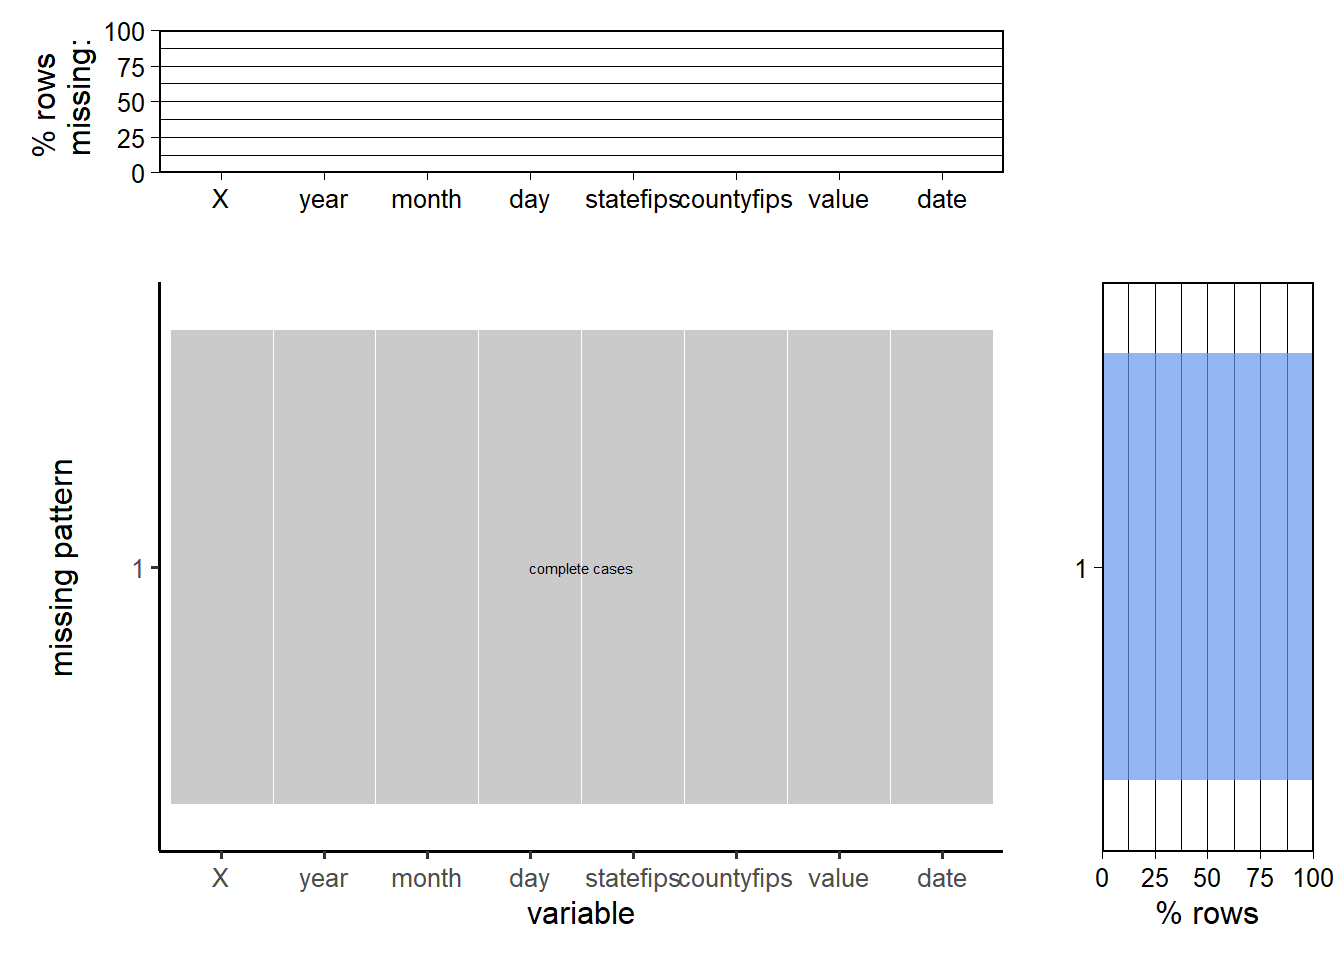 % rows
missing:
100
75
50
25
0
X year month day statefips countyfips value date
missing pattern
1
complete cases
X year month day statefips countyfips value date
variable
1
0 25 50 75 100
% rows